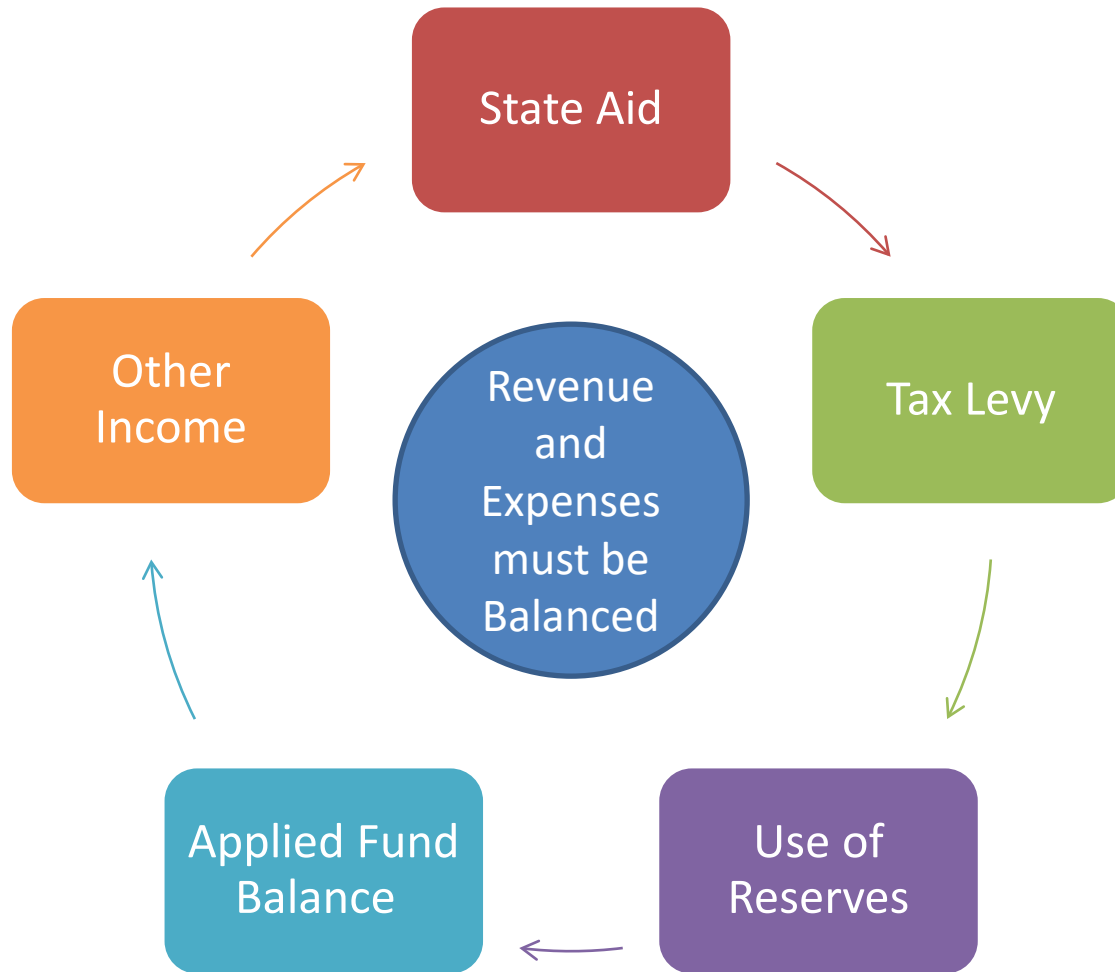 State Aid
Tax Levy
Use of
Reserves
Applied Fund
Balance
Other
Income
Revenue
and
Expenses
must be
Balanced